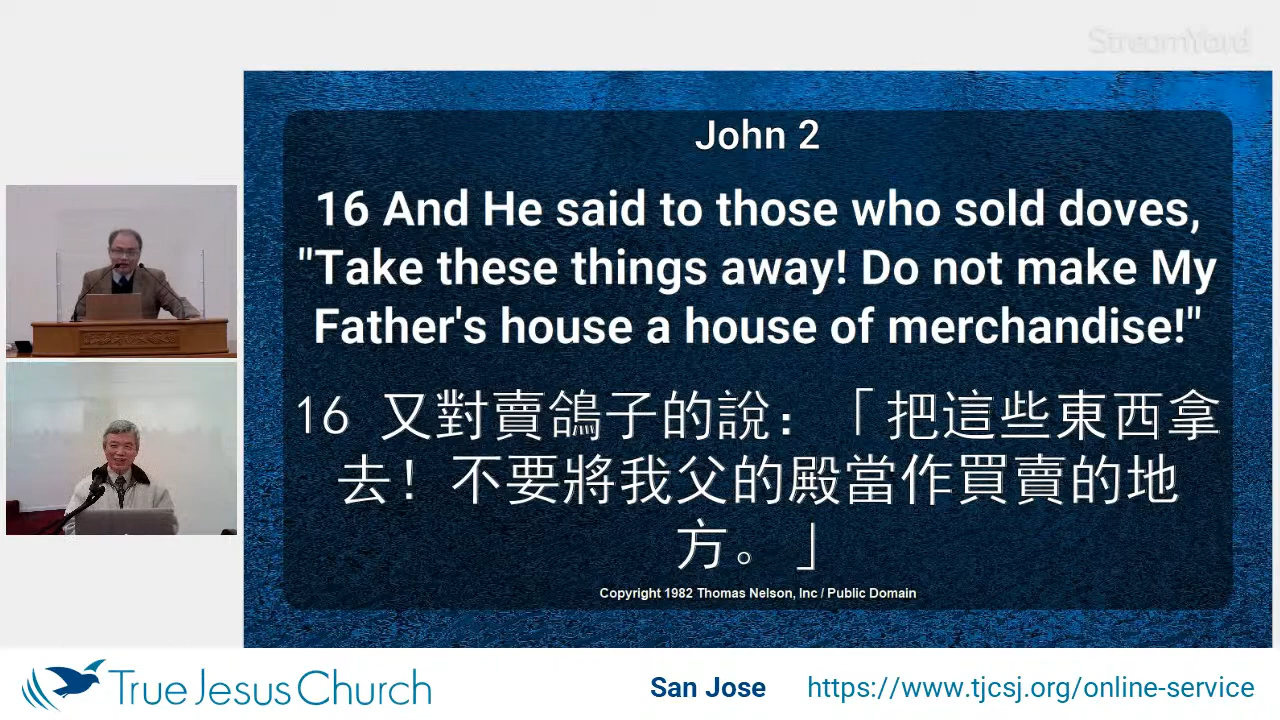 StreamYard
John 2
16 And He said to those who sold doves,
"Take these things away! Do not make My
Father's house a house of merchandise!"
16 又對賣鴿子的說：「把這些東西拿
去！不要將我父的殿當作買賣的地
方。」
Copyright 1982 Thomas Nelson, Inc / Public Domain
True Jesus Church
San Jose
https://www.tjcsj.org/online-service